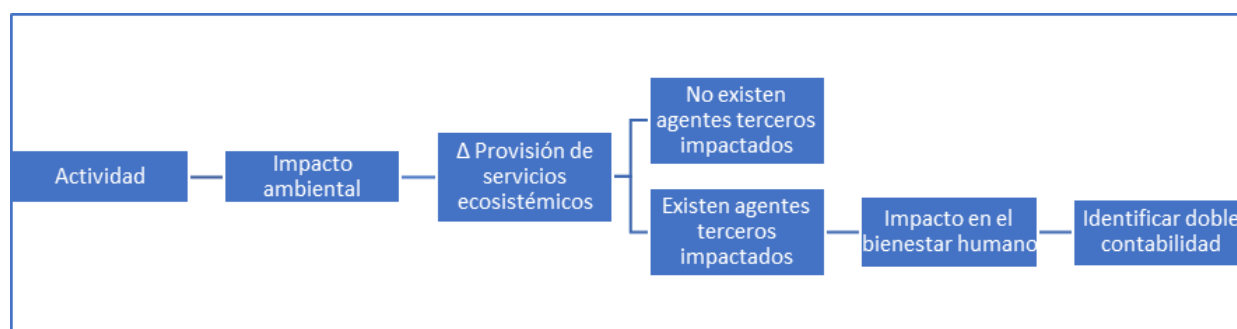 Actividad
Impacto
ambiental
Δ Provisión de
servicios
ecosistémicos
No existen
agentes terceros
impactados
Existen agentes
terceros
impactados
Impacto en el
bienestar humano
Identificar doble
contabilidad